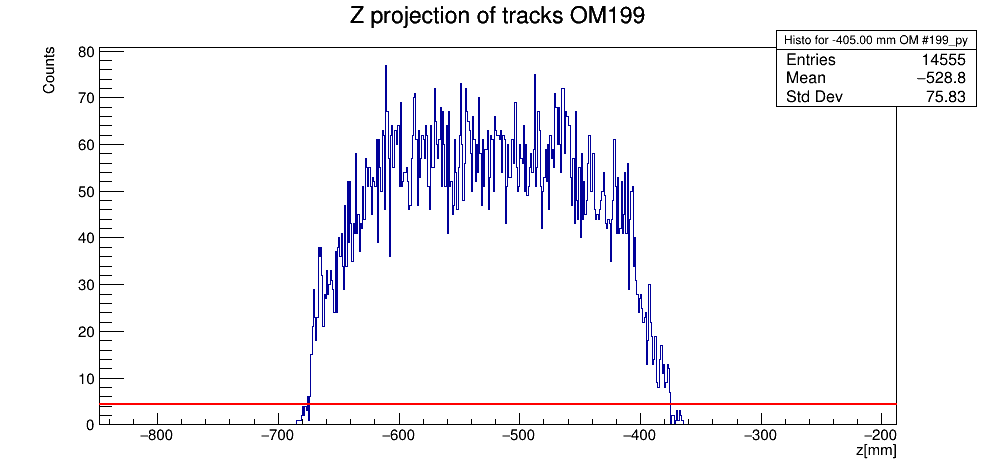 Z projection of tracks OM199
Histo for -405.00 mm OM #199_py
Entries 14555
Mean −528.8
Std Dev 75.83
Counts
80
70
60
50
40
30
20
10
0
−800 −700 −600 −500 −400 −300 −200
z[mm]